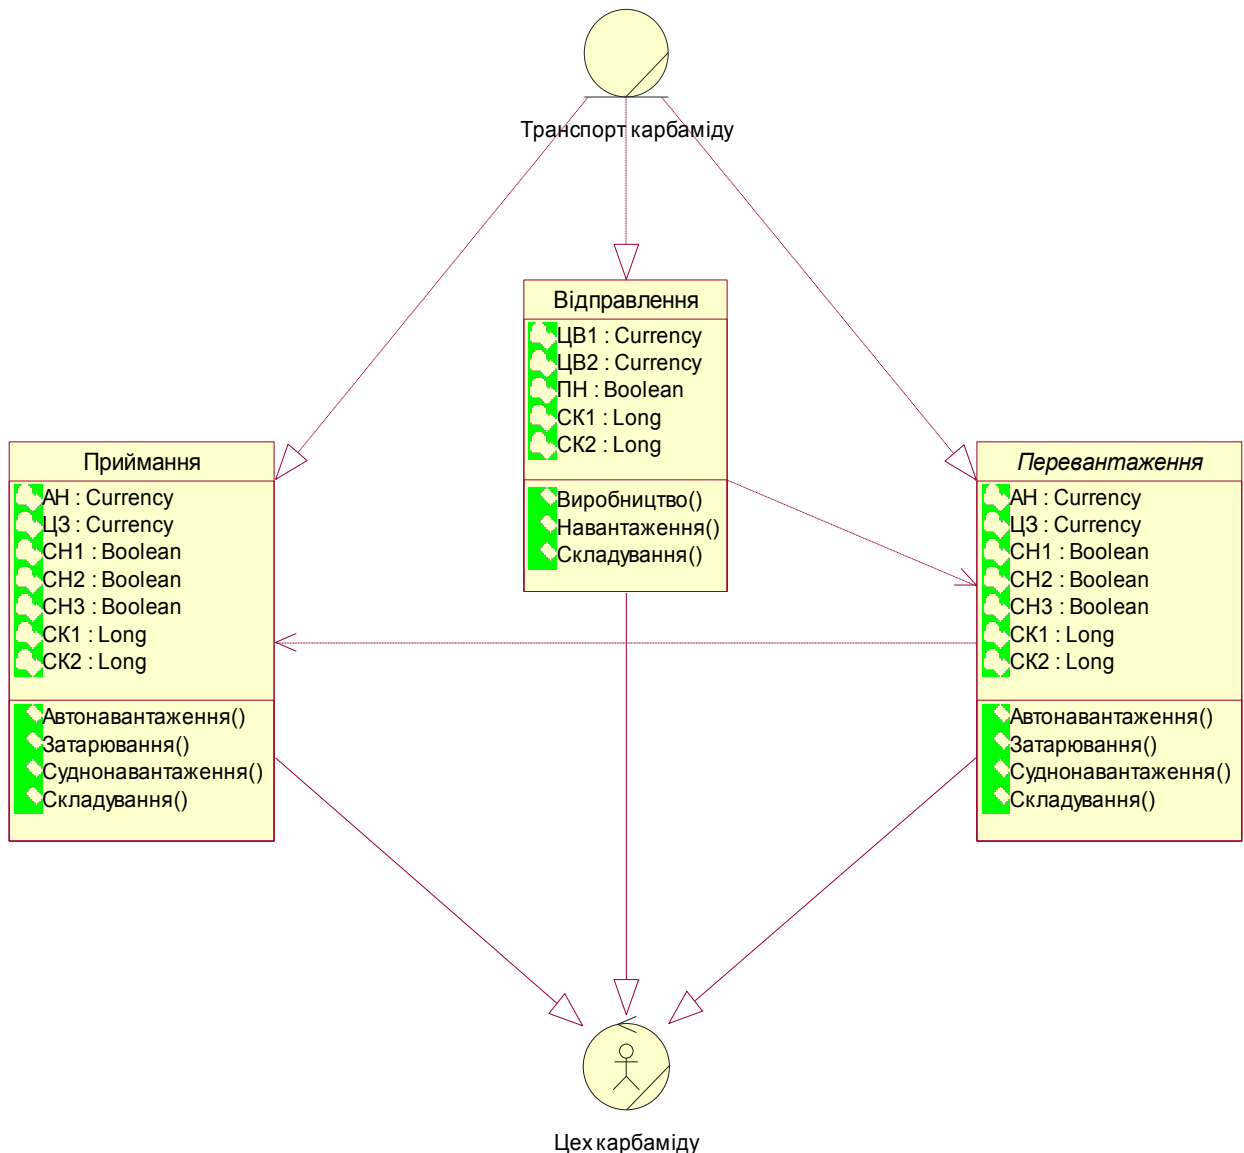 Транспорт карбаміду
Відправлення
ЦВ1 : Currency
ЦВ2 : Currency
ПН : Boolean
СК1 : Long
СК2 : Long
Виробництво()
Навантаження()
Складування()
Приймання
АН : Currency
ЦЗ : Currency
СН1 : Boolean
СН2 : Boolean
СН3 : Boolean
СК1 : Long
СК2 : Long
Автонавантаження()
Затарювання()
Суднонавантаження()
Складування()
Перевантаження
АН : Currency
ЦЗ : Currency
СН1 : Boolean
СН2 : Boolean
СН3 : Boolean
СК1 : Long
СК2 : Long
Автонавантаження()
Затарювання()
Суднонавантаження()
Складування()
Цех карбаміду